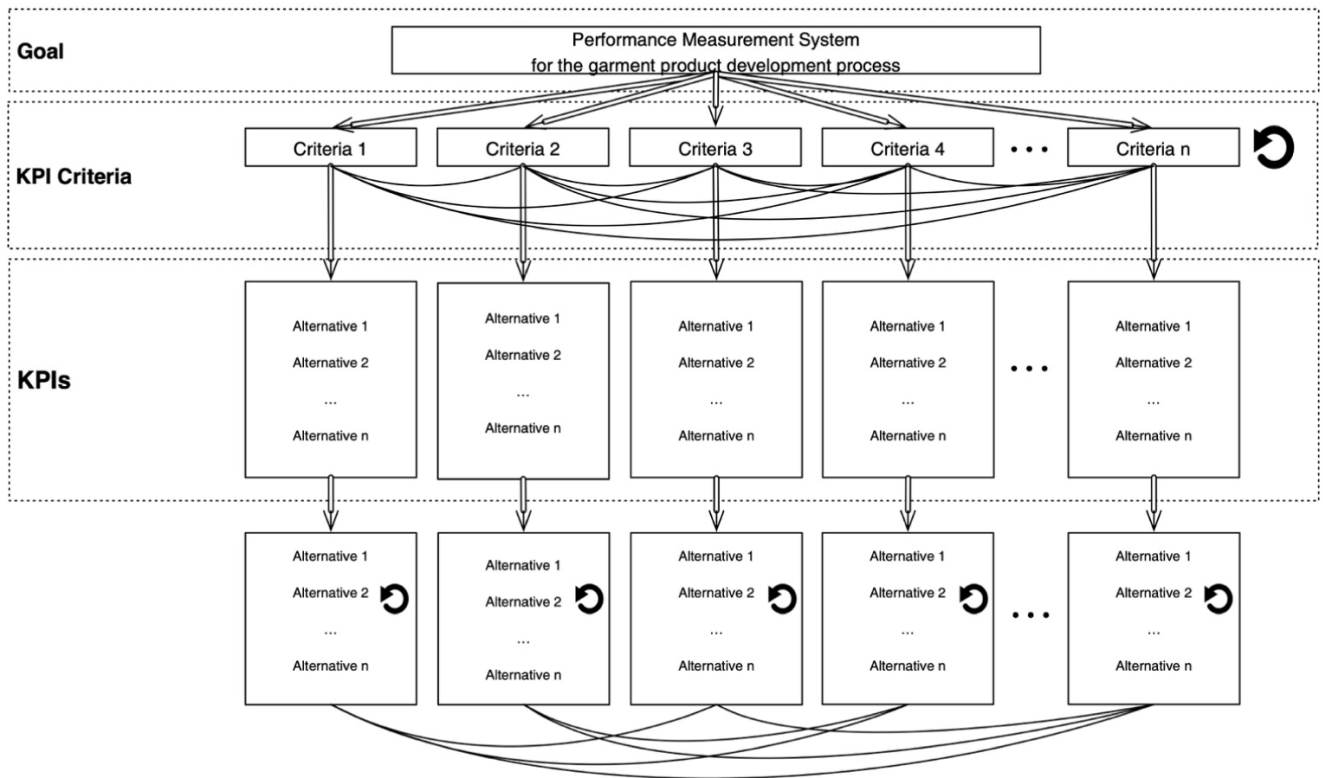 Goal
Performance Measurement System
for the garment product development process
KPI Criteria
Criteria 1
Criteria 2
Criteria 3
Criteria 4
...
Criteria n
KPIs
Alternative 1
Alternative 2
...
Alternative n
Alternative 1
Alternative 2
...
Alternative n
Alternative 1
Alternative 2
...
Alternative n
Alternative 1
Alternative 2
...
Alternative n
...
Alternative 1
Alternative 2
...
Alternative n
Alternative 1
Alternative 2
...
Alternative n
Alternative 1
Alternative 2
...
Alternative n
Alternative 1
Alternative 2
...
Alternative n
Alternative 1
Alternative 2
...
Alternative n
...
Alternative 1
Alternative 2
...
Alternative n